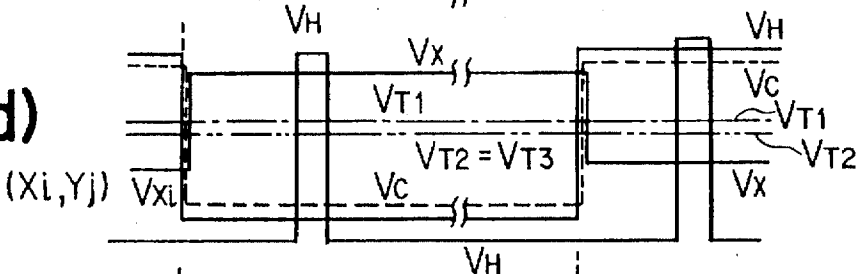 VH
VH
VX
d)
VT1
VC
VT1
VT2 = VT3
VT2
(Xi,Yj)
VXi
VC
VX
VH